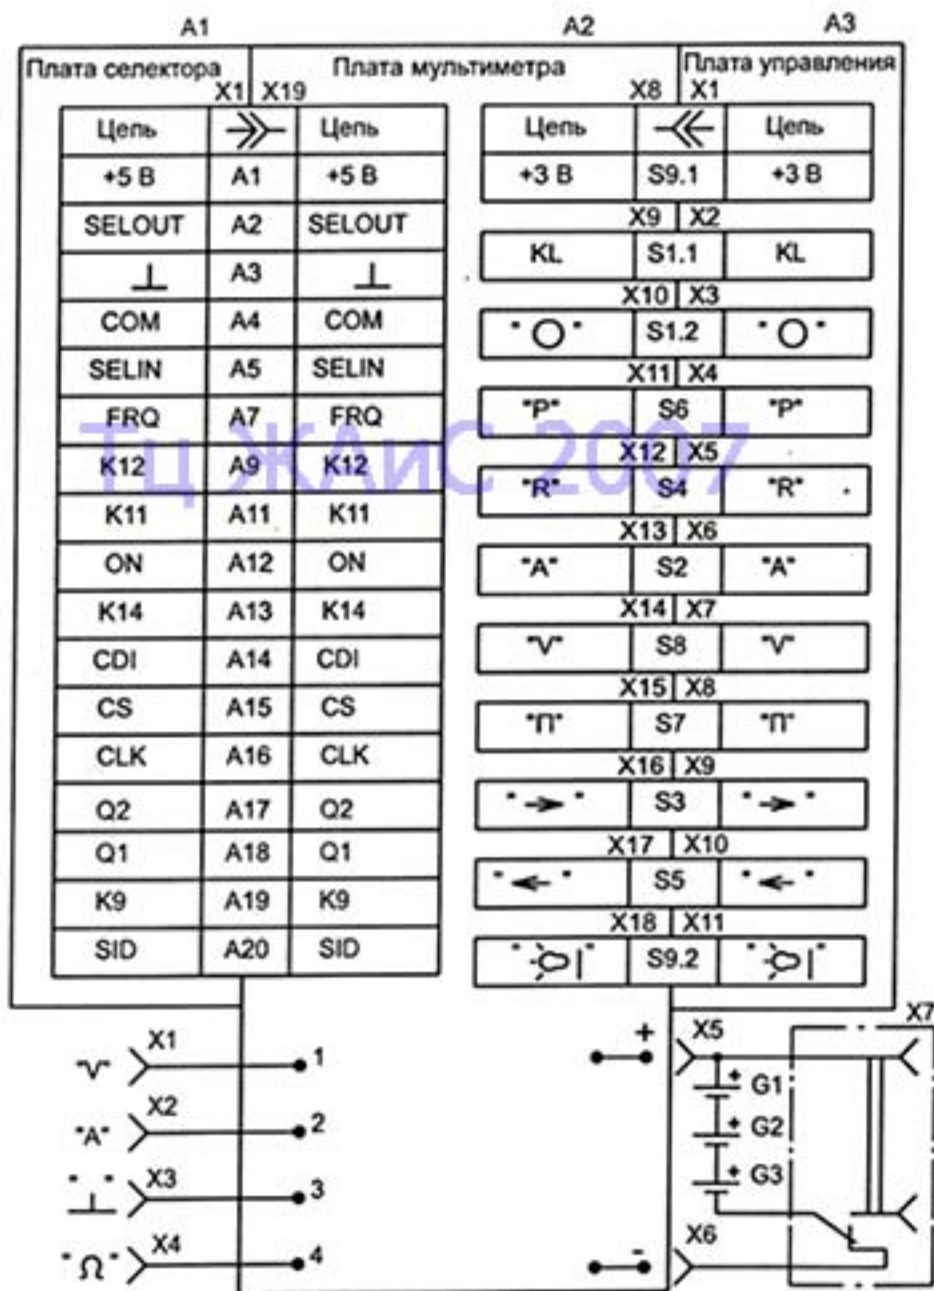 A1 A2 A3
Плата селектора Плата мультиметра Плата управления
X1 X19
Цепь Цепь
+5 В A1 +5 В
SELOUT A2 SELOUT
⊥ A3 ⊥
COM A4 COM
SELIN A5 SELIN
FRQ A7 FRQ
K12 A9 K12
K11 A11 K11
ON A12 ON
K14 A13 K14
CDI A14 CDI
CS A15 CS
CLK A16 CLK
Q2 A17 Q2
Q1 A18 Q1
K9 A19 K9
SID A20 SID
X8 X1
Цепь Цепь
+3 В S9.1 +3 В
X9 X2
KL S1.1 KL
X10 X3
"○" S1.2 "○"
X11 X4
"P" S6 "P"
X12 X5
"R" S4 "R"
X13 X6
"A" S2 "A"
X14 X7
"V" S8 "V"
X15 X8
"П" S7 "П"
X16 X9
"→" S3 "→"
X17 X10
"←" S5 "←"
X18 X11
S9.2
ТЦ ЖАиС 2007
"V" X1 1
"A" X2 2
"⊥" X3 3
"Ω" X4 4
+ X5 X7
+ G1
+ G2
+ G3
- X6